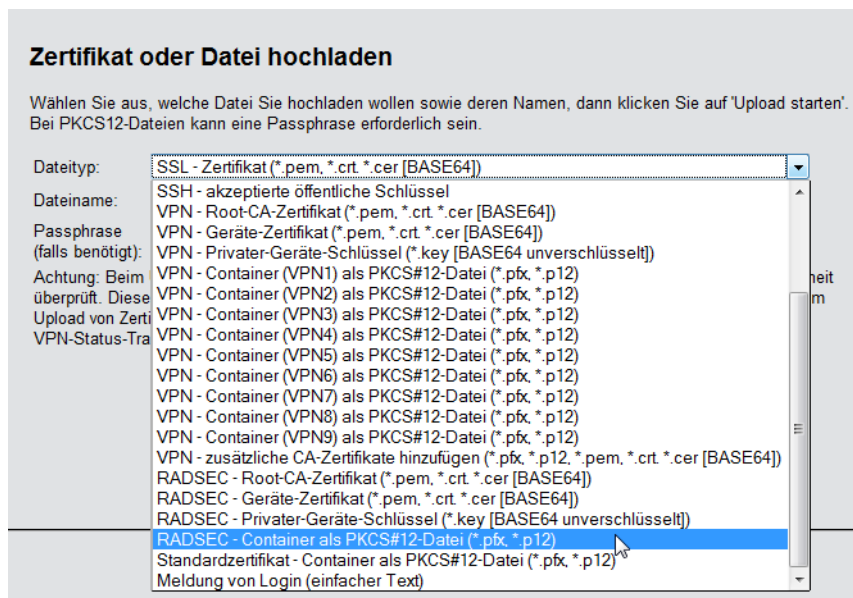 Zertifikat oder Datei hochladen
Wählen Sie aus, welche Datei Sie hochladen wollen sowie deren Namen, dann klicken Sie auf 'Upload starten'.
Bei PKCS12-Dateien kann eine Passphrase erforderlich sein.
Dateityp: SSL - Zertifikat (*.pem, *.crt. *.cer [BASE64])
Dateiname:
Passphrase
(falls benötigt):
Achtung: Beim heit
überprüft. Diese m
Upload von Zerti
VPN-Status-Tra
SSH - akzeptierte öffentliche Schlüssel
VPN - Root-CA-Zertifikat (*.pem, *.crt. *.cer [BASE64])
VPN - Geräte-Zertifikat (*.pem, *.crt. *.cer [BASE64])
VPN - Privater-Geräte-Schlüssel (*.key [BASE64 unverschlüsselt])
VPN - Container (VPN1) als PKCS#12-Datei (*.pfx, *.p12)
VPN - Container (VPN2) als PKCS#12-Datei (*.pfx, *.p12)
VPN - Container (VPN3) als PKCS#12-Datei (*.pfx, *.p12)
VPN - Container (VPN4) als PKCS#12-Datei (*.pfx, *.p12)
VPN - Container (VPN5) als PKCS#12-Datei (*.pfx, *.p12)
VPN - Container (VPN6) als PKCS#12-Datei (*.pfx, *.p12)
VPN - Container (VPN7) als PKCS#12-Datei (*.pfx, *.p12)
VPN - Container (VPN8) als PKCS#12-Datei (*.pfx, *.p12)
VPN - Container (VPN9) als PKCS#12-Datei (*.pfx, *.p12)
VPN - zusätzliche CA-Zertifikate hinzufügen (*.pfx, *.p12, *.pem, *.crt. *.cer [BASE64])
RADSEC - Root-CA-Zertifikat (*.pem, *.crt. *.cer [BASE64])
RADSEC - Geräte-Zertifikat (*.pem, *.crt. *.cer [BASE64])
RADSEC - Privater-Geräte-Schlüssel (*.key [BASE64 unverschlüsselt])
RADSEC - Container als PKCS#12-Datei (*.pfx, *.p12)
Standardzertifikat - Container als PKCS#12-Datei (*.pfx, *.p12)
Meldung von Login (einfacher Text)